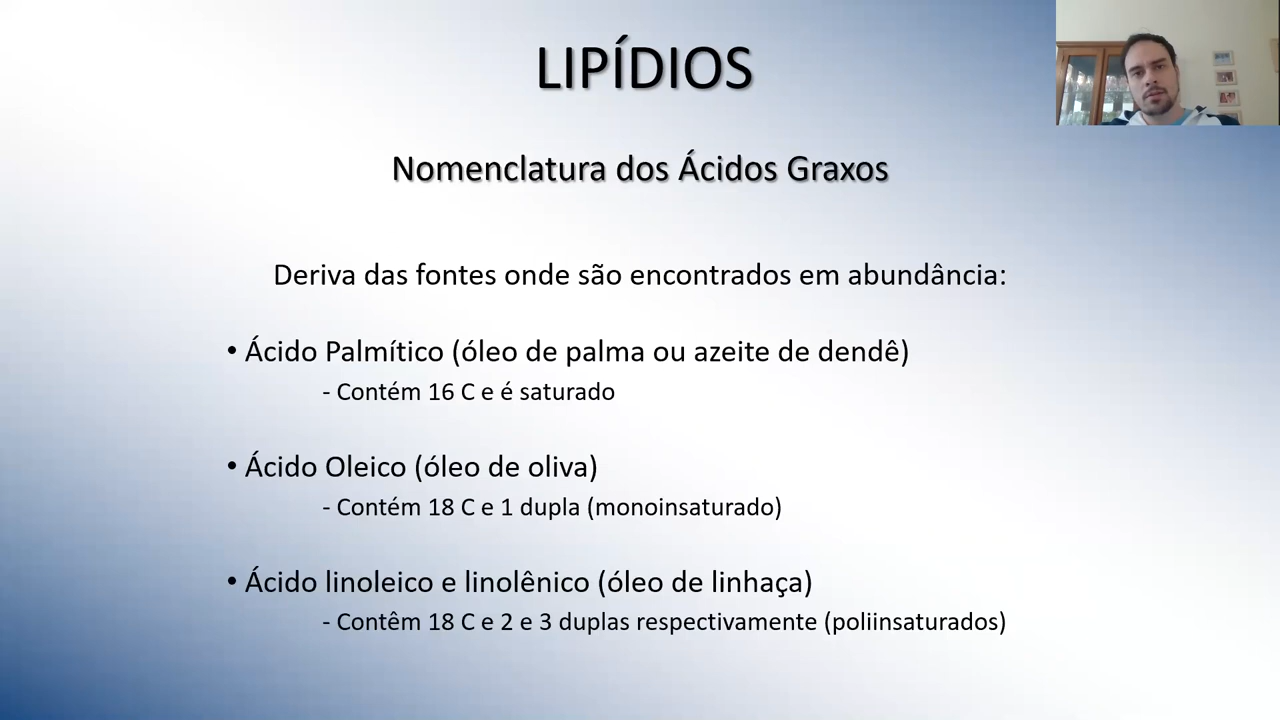 LIPÍDIOS
Nomenclatura dos Ácidos Graxos
Deriva das fontes onde são encontrados em abundância:
• Ácido Palmítico (óleo de palma ou azeite de dendê)
- Contém 16 C e é saturado
• Ácido Oleico (óleo de oliva)
- Contém 18 C e 1 dupla (monoinsaturado)
• Ácido linoleico e linolênico (óleo de linhaça)
- Contêm 18 C e 2 e 3 duplas respectivamente (poliinsaturados)